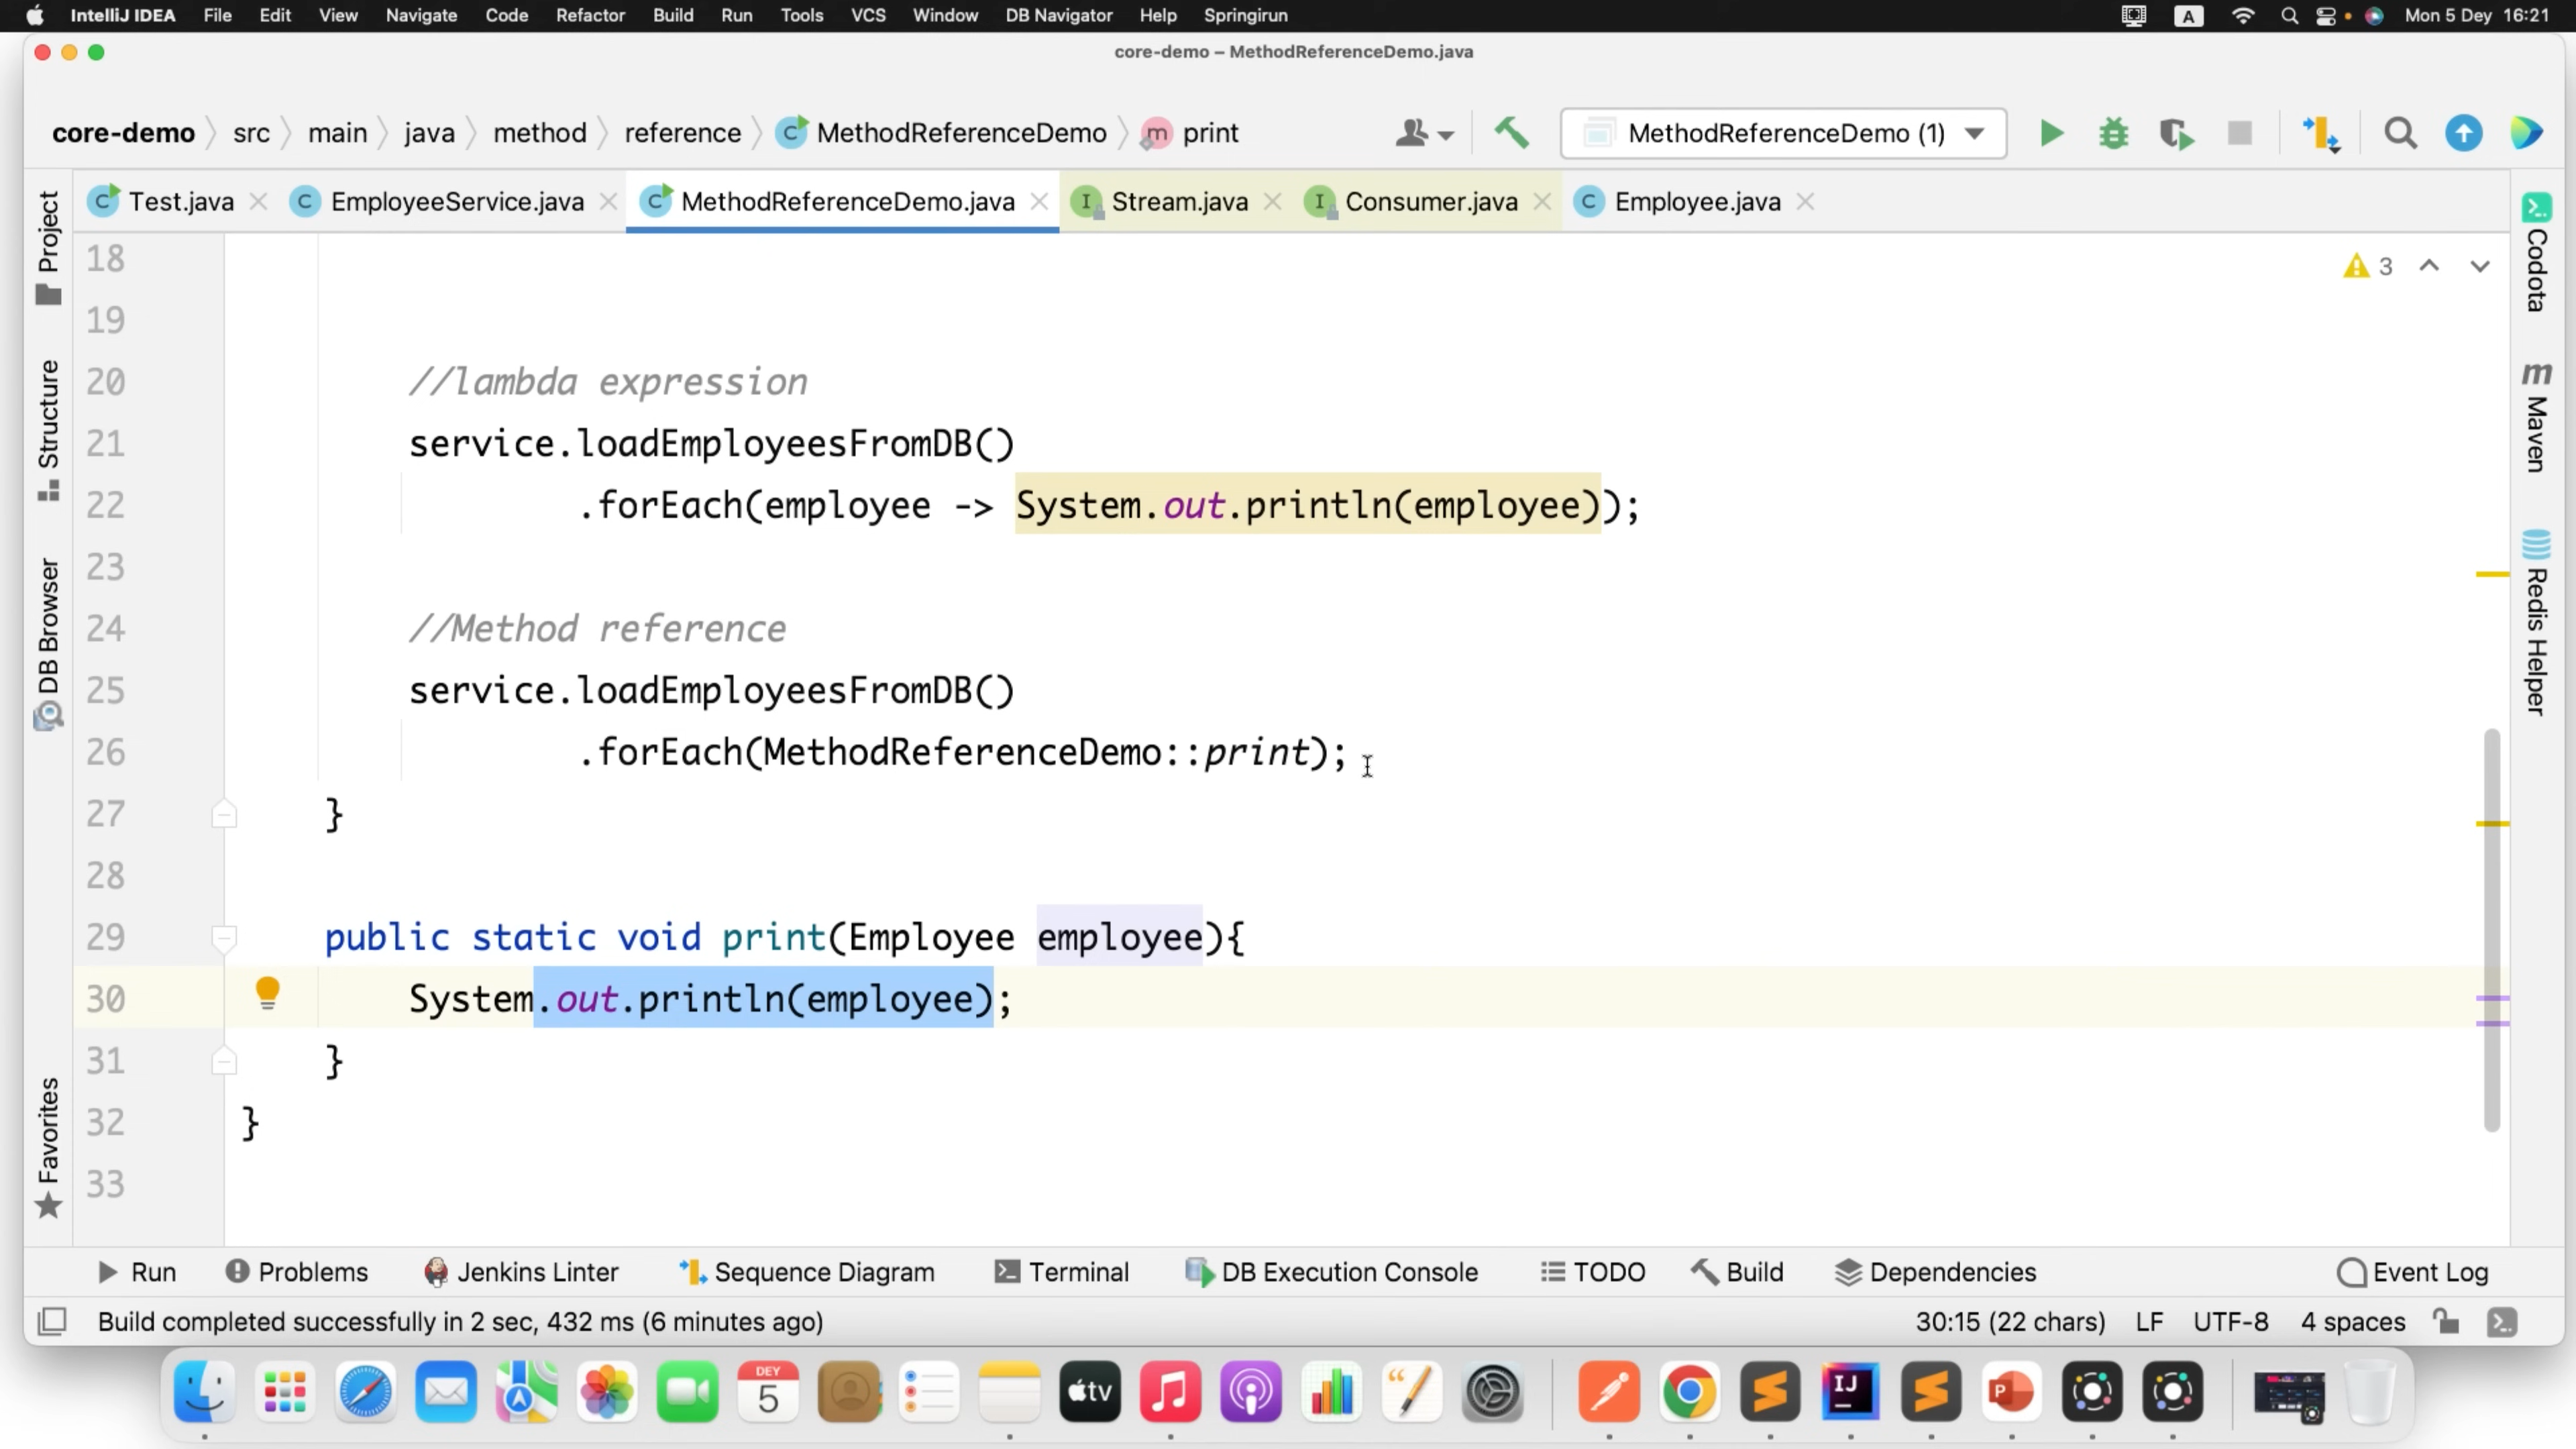 IntelliJ IDEA File Edit View Navigate Code Refactor Build Run Tools VCS Window DB Navigator Help Springirun A Mon 5 Dey 16:21
core-demo – MethodReferenceDemo.java
core-demo src main java method reference C MethodReferenceDemo m print MethodReferenceDemo (1)
C Test.java C EmployeeService.java C MethodReferenceDemo.java I Stream.java I Consumer.java C Employee.java
Project
Structure
DB Browser
Favorites
18
3
19
20 //lambda expression
21 service.loadEmployeesFromDB()
22 .forEach(employee -> System.out.println(employee));
23
24 //Method reference
25 service.loadEmployeesFromDB()
26 .forEach(MethodReferenceDemo::print);
27 }
28
29 public static void print(Employee employee){
30 System.out.println(employee);
31 }
32 }
33
Codota
m Maven
Redis Helper
Run Problems Jenkins Linter Sequence Diagram Terminal DB Execution Console TODO Build Dependencies Event Log
Build completed successfully in 2 sec, 432 ms (6 minutes ago) 30:15 (22 chars) LF UTF-8 4 spaces
DEY
5
tv
IJ
P